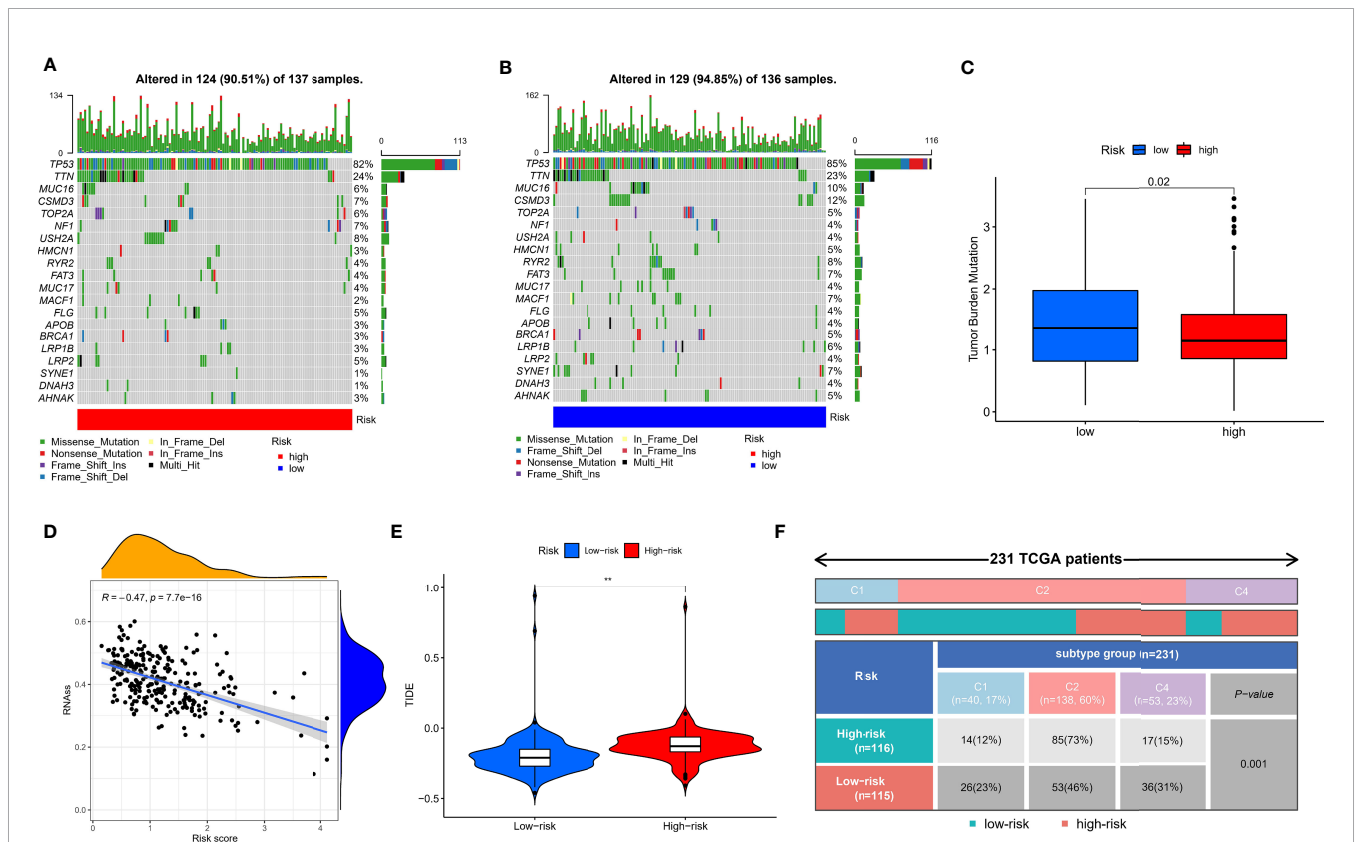 A
Altered in 124 (90.51%) of 137 samples.
134
0
0 113
TP53 82%
TTN 24%
MUC16 6%
CSMD3 7%
TOP2A 6%
NF1 7%
USH2A 8%
HMCN1 3%
RYR2 4%
FAT3 4%
MUC17 4%
MACF1 2%
FLG 5%
APOB 3%
BRCA1 3%
LRP1B 3%
LRP2 5%
SYNE1 1%
DNAH3 1%
AHNAK 3%
Risk
Missense_Mutation In_Frame_Del Risk
Nonsense_Mutation In_Frame_Ins high
Frame_Shift_Ins Multi_Hit low
Frame_Shift_Del
B
Altered in 129 (94.85%) of 136 samples.
162
0
0 116
TP53 85%
TTN 23%
MUC16 10%
CSMD3 12%
TOP2A 5%
NF1 4%
USH2A 4%
HMCN1 5%
RYR2 8%
FAT3 7%
MUC17 4%
MACF1 7%
FLG 4%
APOB 4%
BRCA1 5%
LRP1B 6%
LRP2 4%
SYNE1 7%
DNAH3 4%
AHNAK 5%
Risk
Missense_Mutation In_Frame_Del Risk
Frame_Shift_Del In_Frame_Ins high
Nonsense_Mutation Multi_Hit low
Frame_Shift_Ins
C
Risk low high
0.02
Tumor Burden Mutation
3
2
1
0
low high
D
R = −0.47, p = 7.7e−16
RNAss
0.6
0.4
0.2
0.0
0 1 2 3 4
Risk score
E
Risk Low−risk High−risk
**
TIDE
1.0
0.5
0.0
−0.5
Low−risk High−risk
F
231 TCGA patients
C1 C2 C4
Risk subtype group (n=231)
C1 C2 C4 P−value
(n=40, 17%) (n=138, 60%) (n=53, 23%)
High-risk 14(12%) 85(73%) 17(15%) 0.001
(n=116)
Low−risk 26(23%) 53(46%) 36(31%)
(n=115)
low−risk high−risk